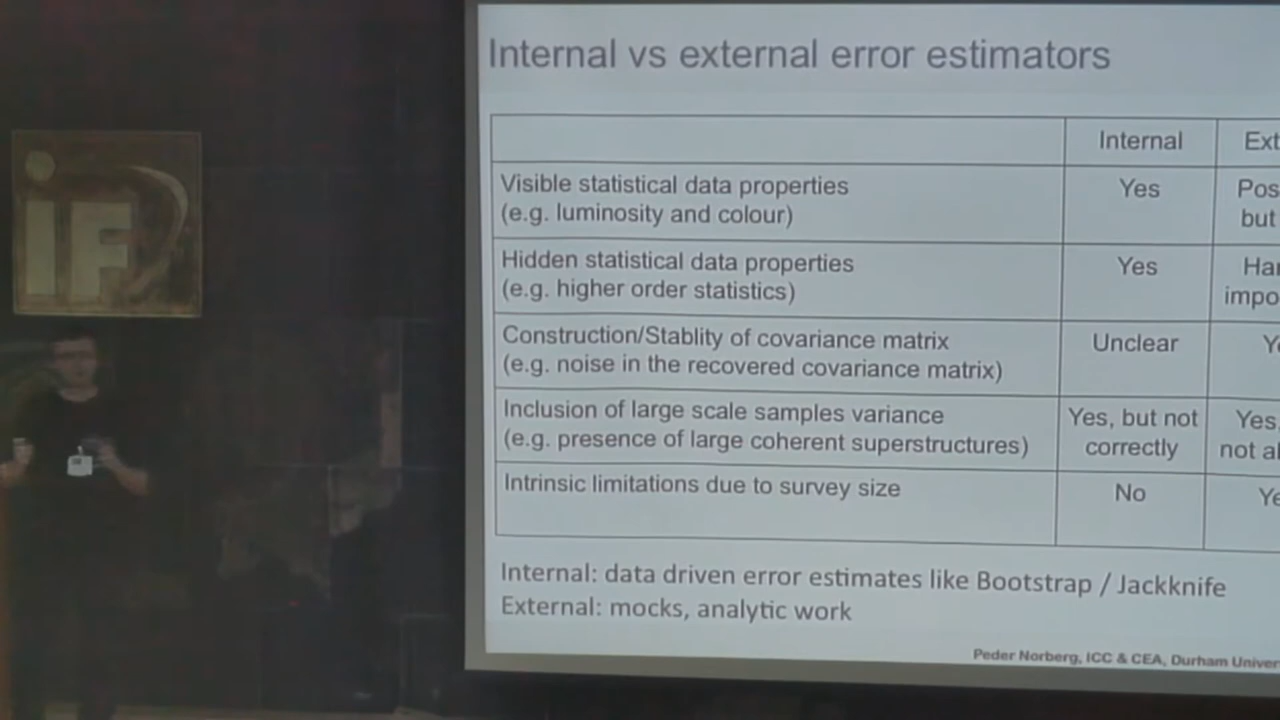 Internal vs external error estimators
Internal
Visible statistical data properties
(e.g. luminosity and colour)
Yes
but
Hidden statistical data properties
(e.g. higher order statistics)
Yes
Construction/Stablity of covariance matrix
(e.g. noise in the recovered covariance matrix)
Unclear
Inclusion of large scale samples variance
(e.g. presence of large coherent superstructures)
Yes, but not
correctly
Yes,
not
Intrinsic limitations due to survey size
No
Internal: data driven error estimates like Bootstrap / Jackknife
External: mocks, analytic work
Peder Norberg, ICC & CEA, Durham
iF